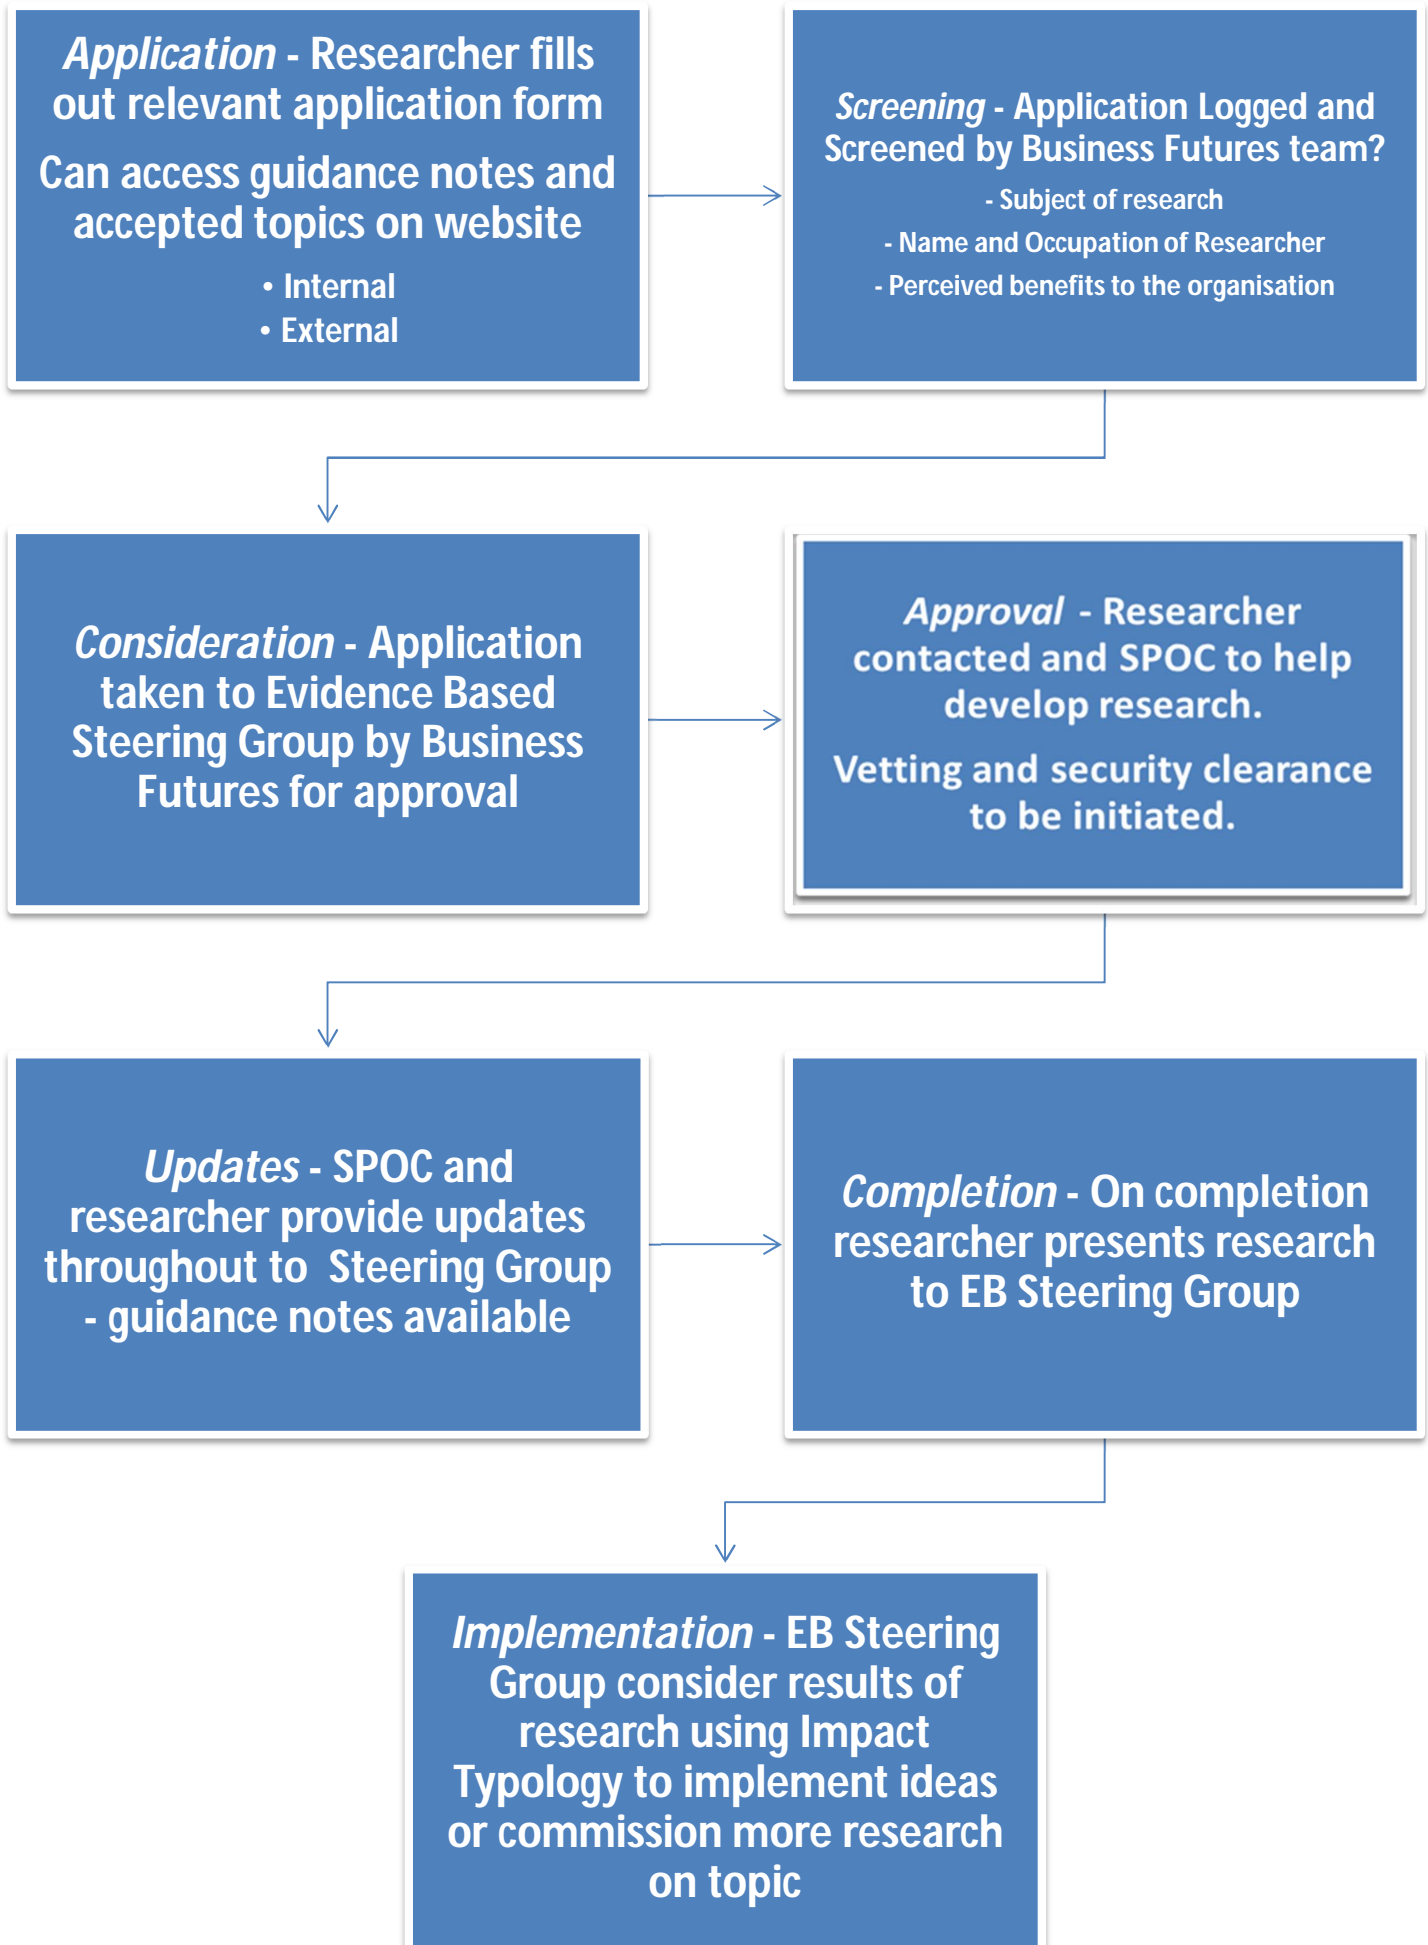 Application - Researcher fills
out relevant application form
Can access guidance notes and
accepted topics on website
• Internal
• External
Screening - Application Logged and
Screened by Business Futures team?
- Subject of research
- Name and Occupation of Researcher
- Perceived benefits to the organisation
Consideration - Application
taken to Evidence Based
Steering Group by Business
Futures for approval
Approval - Researcher
contacted and SPOC to help
develop research.
Vetting and security clearance
to be initiated.
Updates - SPOC and
researcher provide updates
throughout to Steering Group
- guidance notes available
Completion - On completion
researcher presents research
to EB Steering Group
Implementation - EB Steering
Group consider results of
research using Impact
Typology to implement ideas
or commission more research
on topic